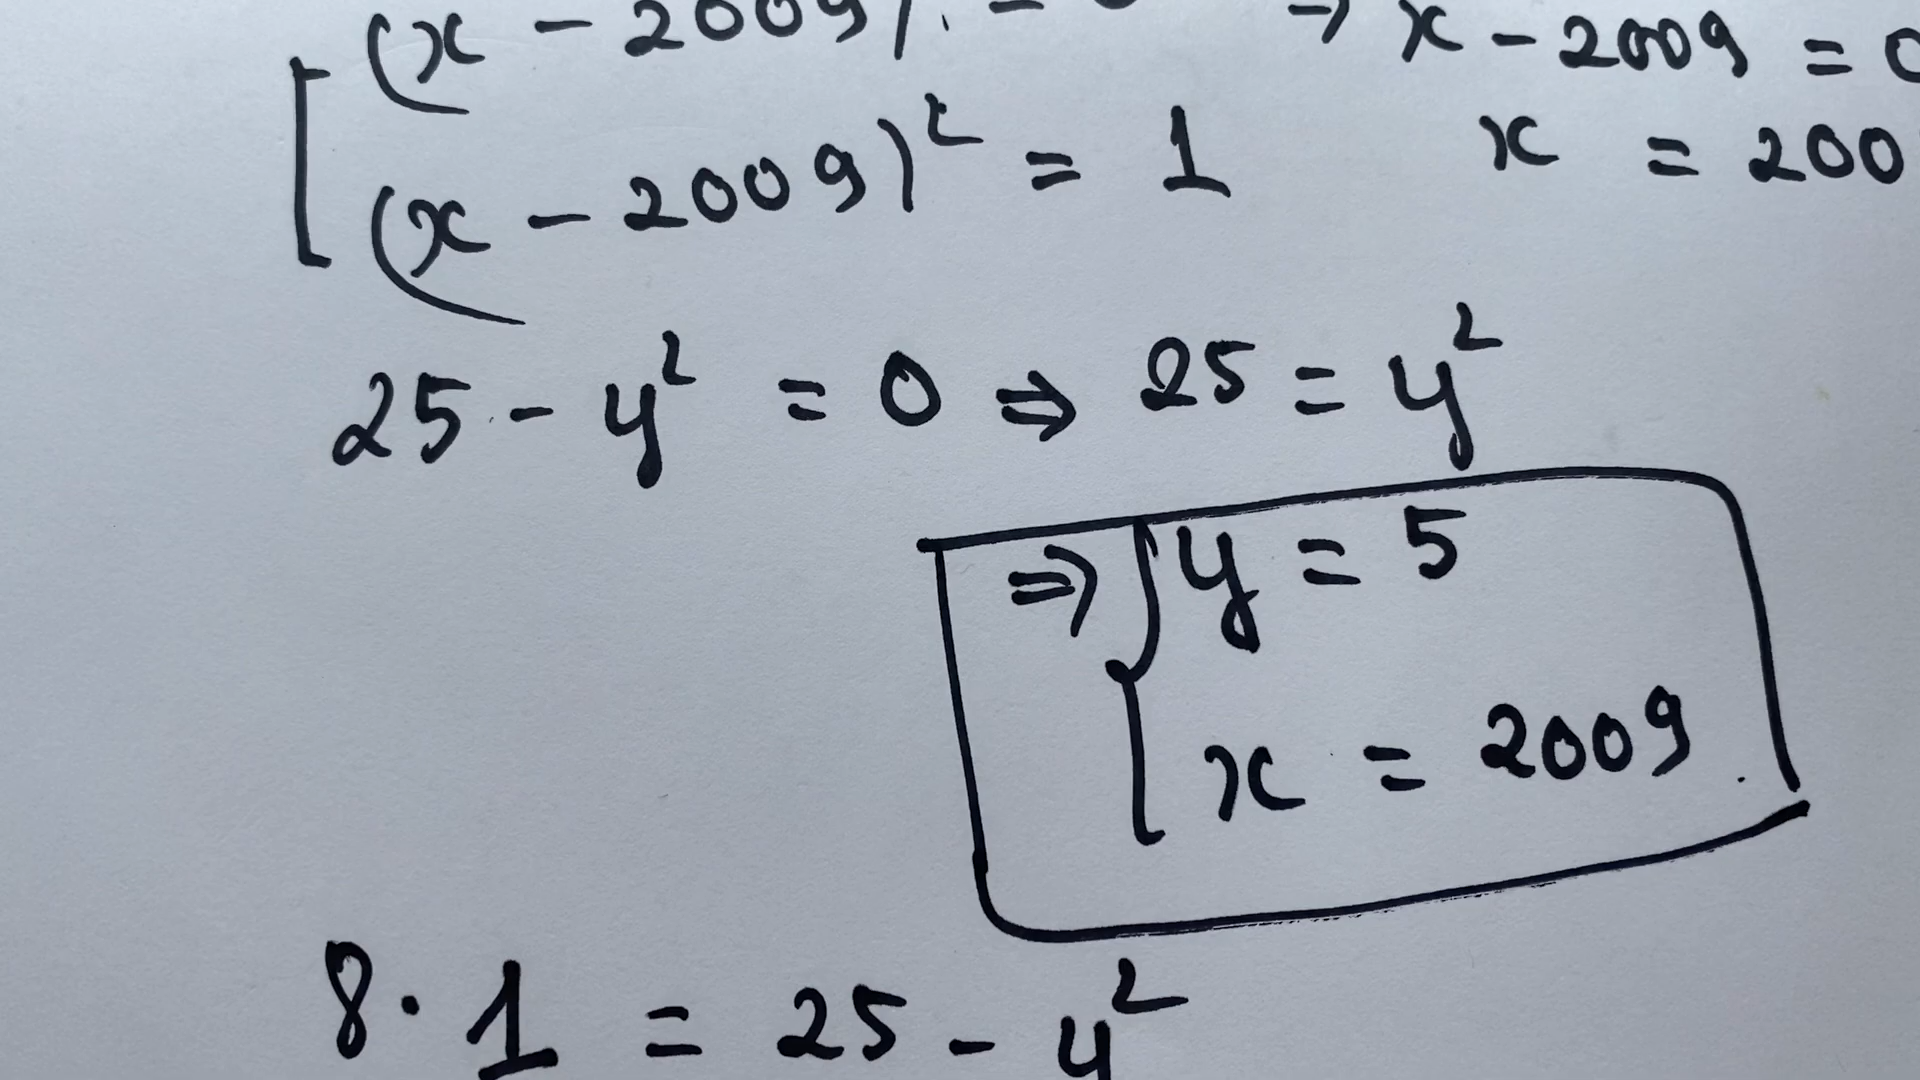 (x - 2009)² = 0 ⇒ x - 2009 = 0
(x - 2009)² = 1 x = 200
25 - y² = 0 ⇒ 25 = y²
⇒ { y = 5
x = 2009.
8 · 1 = 25 - y²